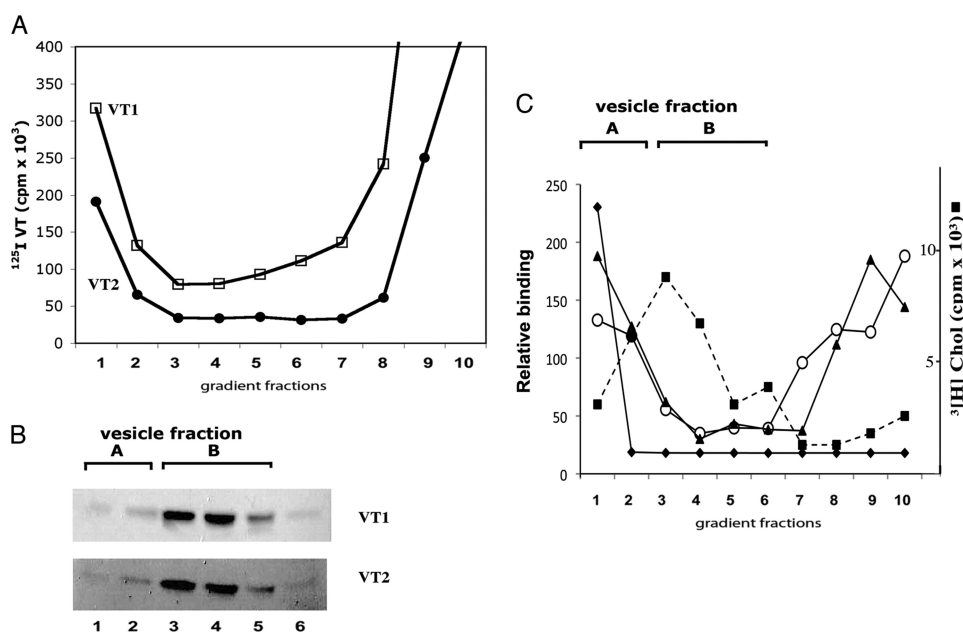 A
400
350
300
250
200
150
100
50
0
¹²⁵I VT (cpm x 10³)
VT1
VT2
1 2 3 4 5 6 7 8 9 10
gradient fractions
B
vesicle fraction
A B
VT1
VT2
1 2 3 4 5 6
C
vesicle fraction
A B
250
200
150
100
50
0
Relative binding
10
5
³[H] Chol (cpm x 10³)
1 2 3 4 5 6 7 8 9 10
gradient fractions